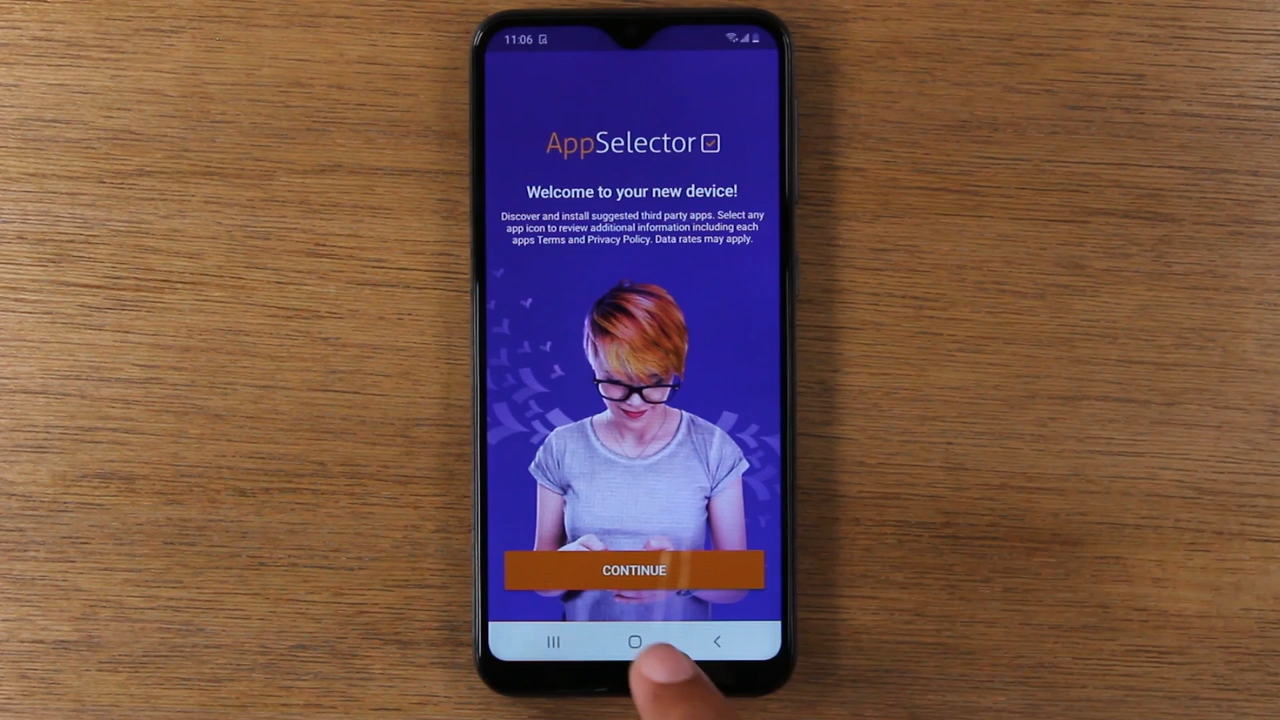 11:06
AppSelector
Welcome to your new device!
Discover and install suggested third party apps. Select any
app icon to review additional information including each
apps Terms and Privacy Policy. Data rates may apply.
CONTINUE